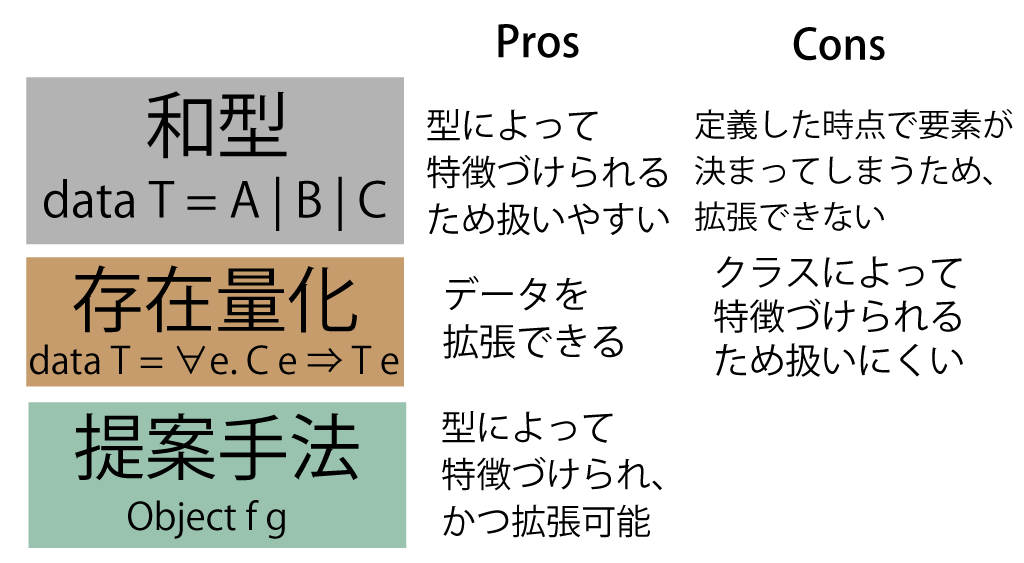 Pros
Cons
和型
data T = A | B | C
型によって
特徴づけられる
ため扱いやすい
定義した時点で要素が
決まってしまうため、
拡張できない
存在量化
data T = ∀e. C e ⇒ T e
データを
拡張できる
クラスによって
特徴づけられる
ため扱いにくい
提案手法
Object f g
型によって
特徴づけられ、
かつ拡張可能